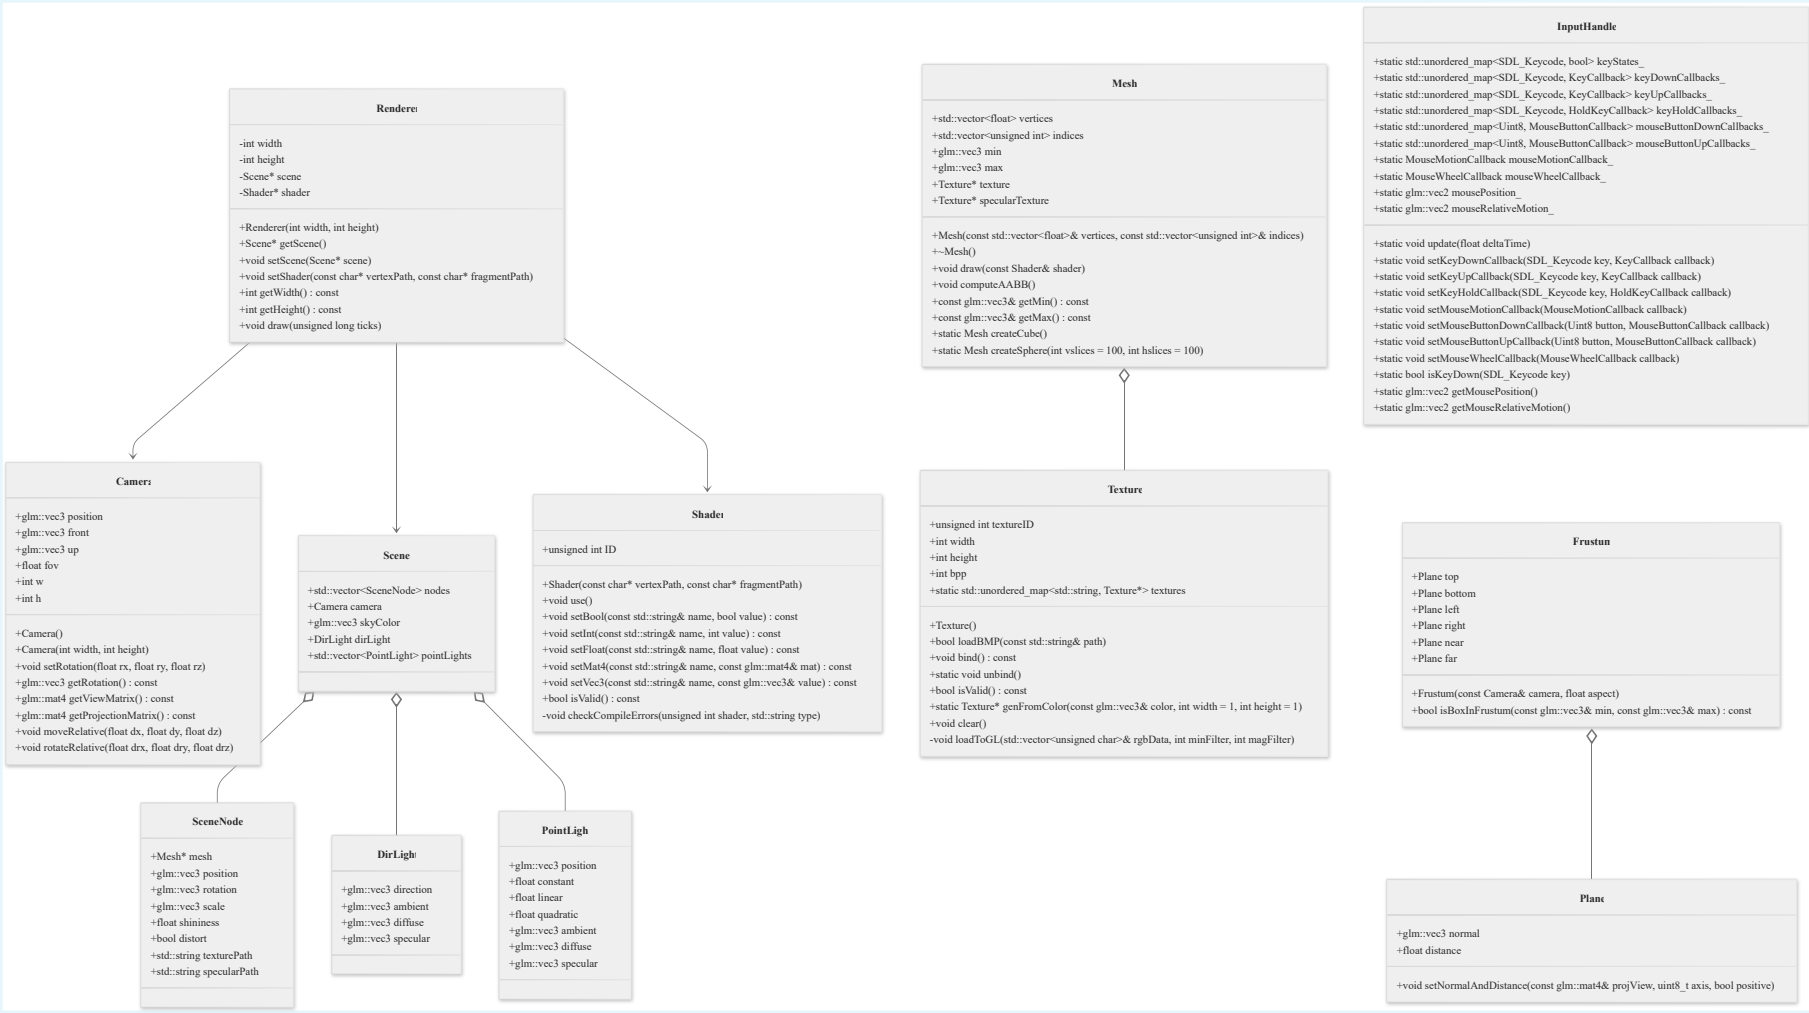 Renderer
-int width
-int height
-Scene* scene
-Shader* shader
+Renderer(int width, int height)
+Scene* getScene()
+void setScene(Scene* scene)
+void setShader(const char* vertexPath, const char* fragmentPath)
+int getWidth() : const
+int getHeight() : const
+void draw(unsigned long ticks)
Mesh
+std::vector<float> vertices
+std::vector<unsigned int> indices
+glm::vec3 min
+glm::vec3 max
+Texture* texture
+Texture* specularTexture
+Mesh(const std::vector<float>& vertices, const std::vector<unsigned int>& indices)
+~Mesh()
+void draw(const Shader& shader)
+void computeAABB()
+const glm::vec3& getMin() : const
+const glm::vec3& getMax() : const
+static Mesh createCube()
+static Mesh createSphere(int vslices = 100, int hslices = 100)
InputHandle
+static std::unordered_map<SDL_Keycode, bool> keyStates_
+static std::unordered_map<SDL_Keycode, KeyCallback> keyDownCallbacks_
+static std::unordered_map<SDL_Keycode, KeyCallback> keyUpCallbacks_
+static std::unordered_map<SDL_Keycode, HoldKeyCallback> keyHoldCallbacks_
+static std::unordered_map<Uint8, MouseButtonCallback> mouseButtonDownCallbacks_
+static std::unordered_map<Uint8, MouseButtonCallback> mouseButtonUpCallbacks_
+static MouseMotionCallback mouseMotionCallback_
+static MouseWheelCallback mouseWheelCallback_
+static glm::vec2 mousePosition_
+static glm::vec2 mouseRelativeMotion_
+static void update(float deltaTime)
+static void setKeyDownCallback(SDL_Keycode key, KeyCallback callback)
+static void setKeyUpCallback(SDL_Keycode key, KeyCallback callback)
+static void setKeyHoldCallback(SDL_Keycode key, HoldKeyCallback callback)
+static void setMouseMotionCallback(MouseMotionCallback callback)
+static void setMouseButtonDownCallback(Uint8 button, MouseButtonCallback callback)
+static void setMouseButtonUpCallback(Uint8 button, MouseButtonCallback callback)
+static void setMouseWheelCallback(MouseWheelCallback callback)
+static bool isKeyDown(SDL_Keycode key)
+static glm::vec2 getMousePosition()
+static glm::vec2 getMouseRelativeMotion()
Camera
+glm::vec3 position
+glm::vec3 front
+glm::vec3 up
+float fov
+int w
+int h
+Camera()
+Camera(int width, int height)
+void setRotation(float rx, float ry, float rz)
+glm::vec3 getRotation() : const
+glm::mat4 getViewMatrix() : const
+glm::mat4 getProjectionMatrix() : const
+void moveRelative(float dx, float dy, float dz)
+void rotateRelative(float drx, float dry, float drz)
Scene
+std::vector<SceneNode> nodes
+Camera camera
+glm::vec3 skyColor
+DirLight dirLight
+std::vector<PointLight> pointLights
Shader
+unsigned int ID
+Shader(const char* vertexPath, const char* fragmentPath)
+void use()
+void setBool(const std::string& name, bool value) : const
+void setInt(const std::string& name, int value) : const
+void setFloat(const std::string& name, float value) : const
+void setMat4(const std::string& name, const glm::mat4& mat) : const
+void setVec3(const std::string& name, const glm::vec3& value) : const
+bool isValid() : const
-void checkCompileErrors(unsigned int shader, std::string type)
Texture
+unsigned int textureID
+int width
+int height
+int bpp
+static std::unordered_map<std::string, Texture*> textures
+Texture()
+bool loadBMP(const std::string& path)
+void bind() : const
+static void unbind()
+bool isValid() : const
+static Texture* genFromColor(const glm::vec3& color, int width = 1, int height = 1)
+void clear()
-void loadToGL(std::vector<unsigned char>& rgbData, int minFilter, int magFilter)
Frustun
+Plane top
+Plane bottom
+Plane left
+Plane right
+Plane near
+Plane far
+Frustum(const Camera& camera, float aspect)
+bool isBoxInFrustum(const glm::vec3& min, const glm::vec3& max) : const
SceneNode
+Mesh* mesh
+glm::vec3 position
+glm::vec3 rotation
+glm::vec3 scale
+float shininess
+bool distort
+std::string texturePath
+std::string specularPath
DirLight
+glm::vec3 direction
+glm::vec3 ambient
+glm::vec3 diffuse
+glm::vec3 specular
PointLigh
+glm::vec3 position
+float constant
+float linear
+float quadratic
+glm::vec3 ambient
+glm::vec3 diffuse
+glm::vec3 specular
Plane
+glm::vec3 normal
+float distance
+void setNormalAndDistance(const glm::mat4& projView, uint8_t axis, bool positive)